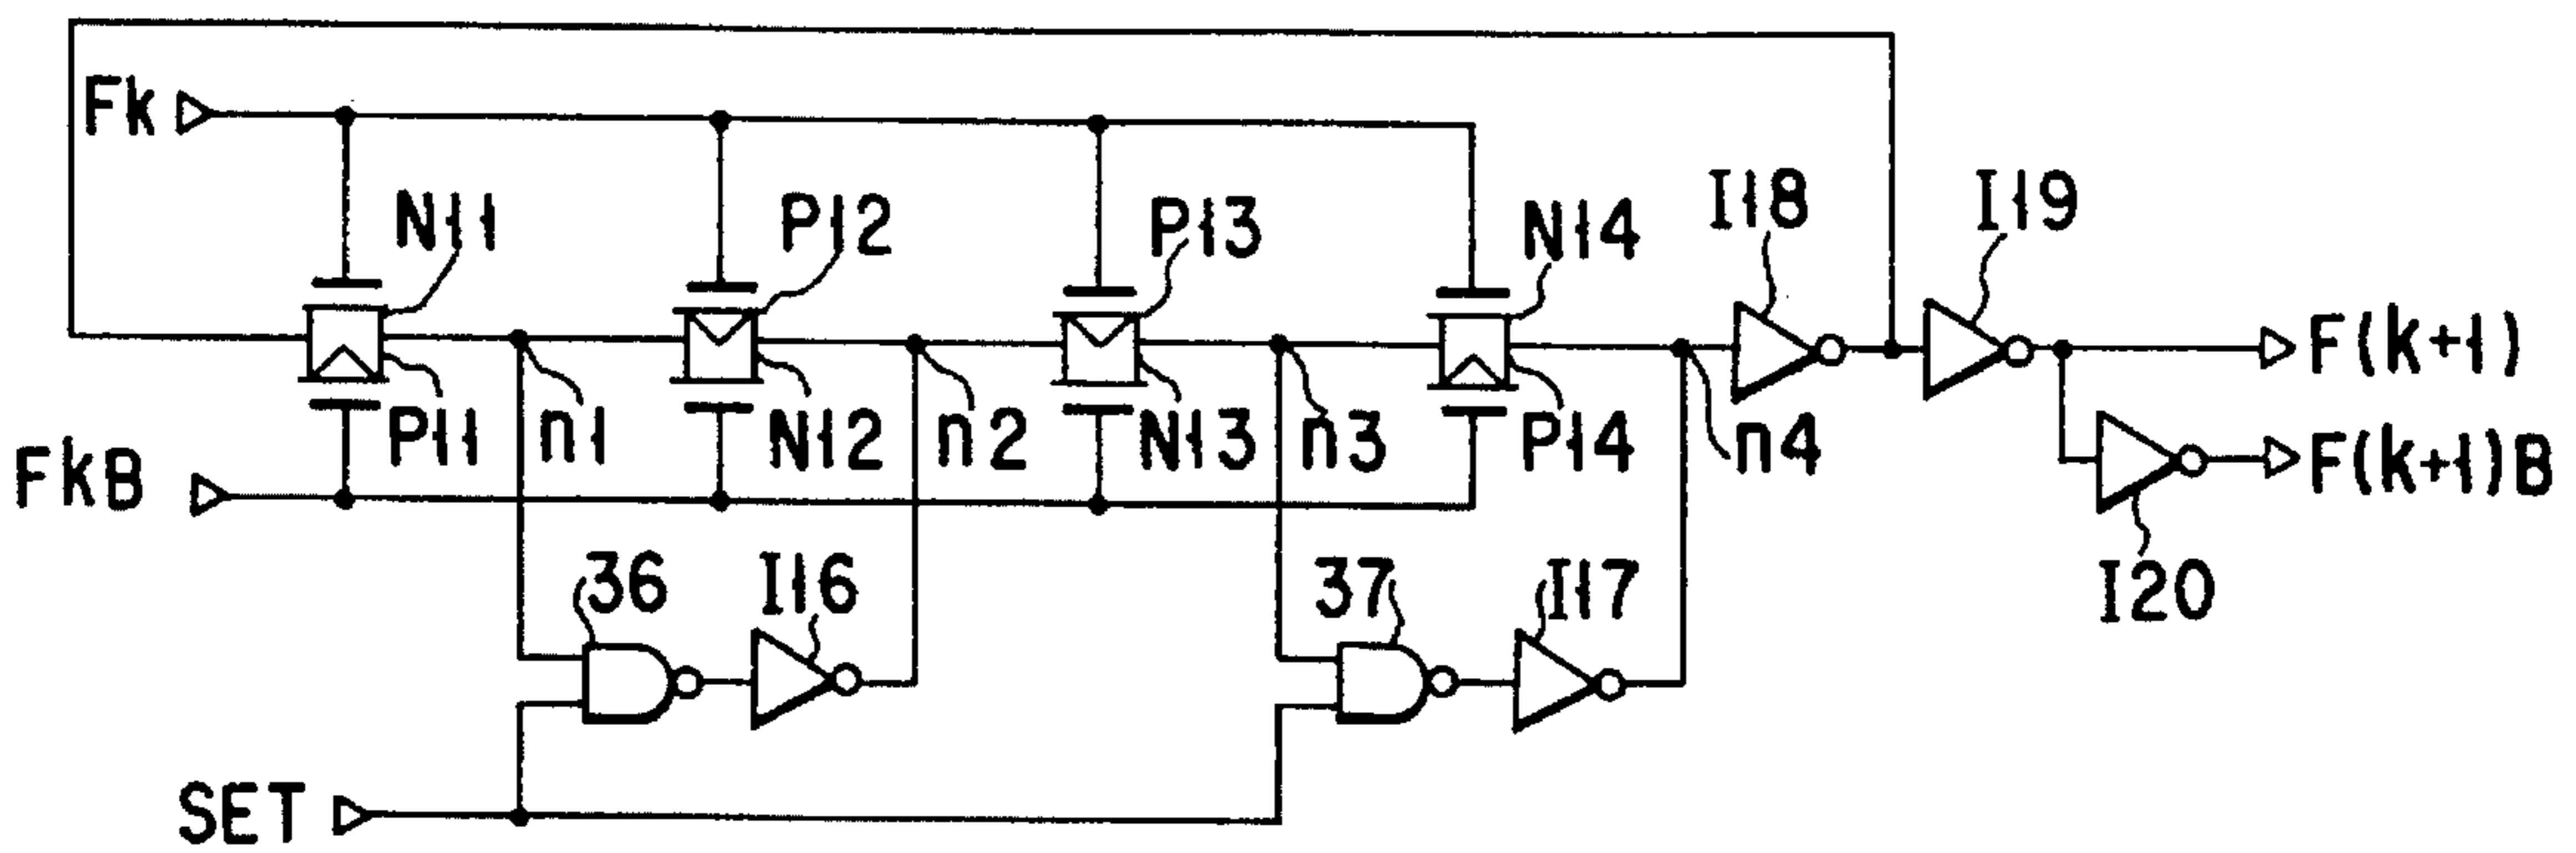 Fk
N11
P12
P13
N14
I18
I19
F(k+1)
P11
n1
N12
n2
N13
n3
P14
n4
FkB
F(k+1)B
36
I16
37
I17
I20
SET